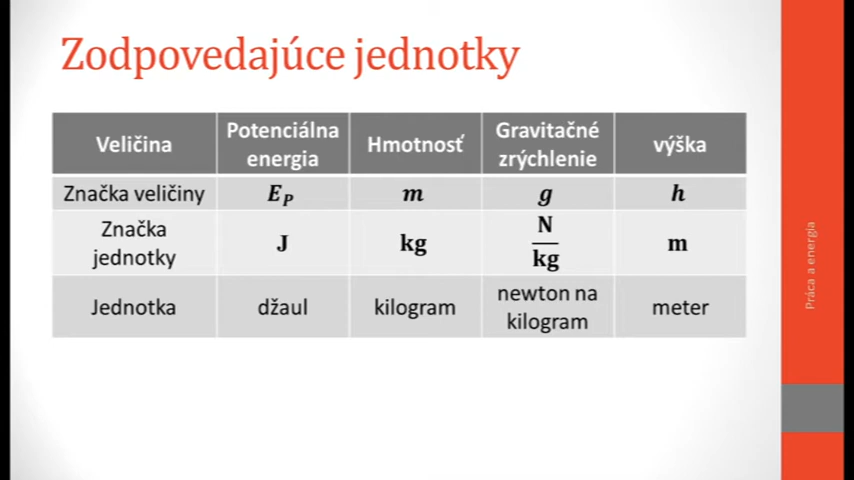 Zodpovedajúce jednotky
Veličina
Potenciálna
energia
Hmotnosť
Gravitačné
zrýchlenie
výška
Značka veličiny
E_P
m
g
h
Značka
jednotky
J
kg
N
kg
m
Jednotka
džaul
kilogram
newton na
kilogram
meter
Práca a energia